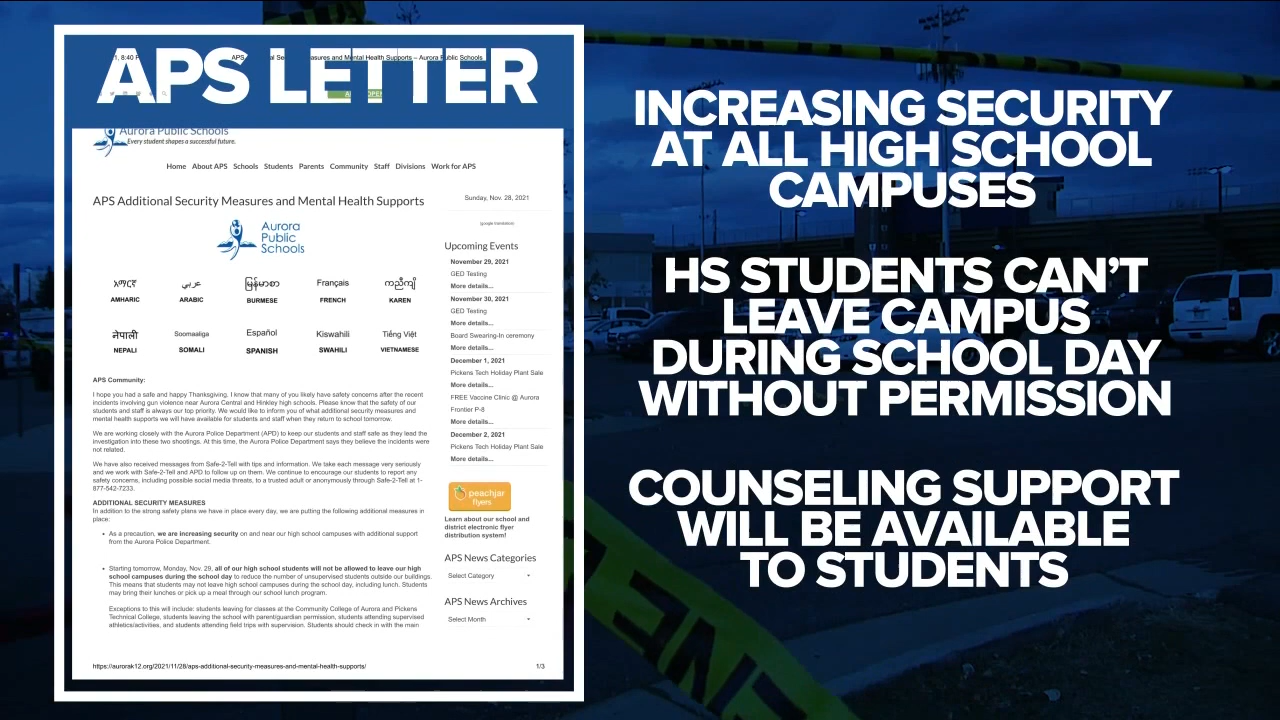 APS LETTER
Aurora Public Schools
Every student shapes a successful future.
Home About APS Schools Students Parents Community Staff Divisions Work for APS
APS Additional Security Measures and Mental Health Supports
Aurora
Public
Schools
አማርኛ عربي မြန်မာစာ Français ကညီကျိ
AMHARIC ARABIC BURMESE FRENCH KAREN
नेपाली Soomaaliga Español Kiswahili Tiếng Việt
NEPALI SOMALI SPANISH SWAHILI VIETNAMESE
APS Community:
I hope you had a safe and happy Thanksgiving. I know that many of you likely have safety concerns after the recent
incidents involving gun violence near Aurora Central and Hinkley high schools. Please know that the safety of our
students and staff is always our top priority. We would like to inform you of what additional security measures and
mental health supports we will have available for students and staff when they return to school tomorrow.
We are working closely with the Aurora Police Department (APD) to keep our students and staff safe as they lead the
investigation into these two shootings. At this time, the Aurora Police Department says they believe the incidents were
not related.
We have also received messages from Safe-2-Tell with tips and information. We take each message very seriously
and we work with Safe-2-Tell and APD to follow up on them. We continue to encourage our students to report any
safety concerns, including possible social media threats, to a trusted adult or anonymously through Safe-2-Tell at 1-
877-542-7233.
ADDITIONAL SECURITY MEASURES
In addition to the strong safety plans we have in place every day, we are putting the following additional measures in
place:
• As a precaution, we are increasing security on and near our high school campuses with additional support
from the Aurora Police Department.
• Starting tomorrow, Monday, Nov. 29, all of our high school students will not be allowed to leave our high
school campuses during the school day to reduce the number of unsupervised students outside our buildings.
This means that students may not leave high school campuses during the school day, including lunch. Students
may bring their lunches or pick up a meal through our school lunch program.
Exceptions to this will include: students leaving for classes at the Community College of Aurora and Pickens
Technical College, students leaving the school with parent/guardian permission, students attending supervised
athletics/activities, and students attending field trips with supervision. Students should check in with the main
https://aurorak12.org/2021/11/28/aps-additional-security-measures-and-mental-health-supports/ 1/3
Sunday, Nov. 28, 2021
(google translation)
Upcoming Events
November 29, 2021
GED Testing
More details...
November 30, 2021
GED Testing
More details...
Board Swearing-In ceremony
More details...
December 1, 2021
Pickens Tech Holiday Plant Sale
More details...
FREE Vaccine Clinic @ Aurora
Frontier P-8
More details...
December 2, 2021
Pickens Tech Holiday Plant Sale
More details...
peachjar
flyers
Learn about our school and
district electronic flyer
distribution system!
APS News Categories
Select Category
APS News Archives
Select Month
INCREASING SECURITY
AT ALL HIGH SCHOOL
CAMPUSES
HS STUDENTS CAN'T
LEAVE CAMPUS
DURING SCHOOL DAY
WITHOUT PERMISSION
COUNSELING SUPPORT
WILL BE AVAILABLE
TO STUDENTS